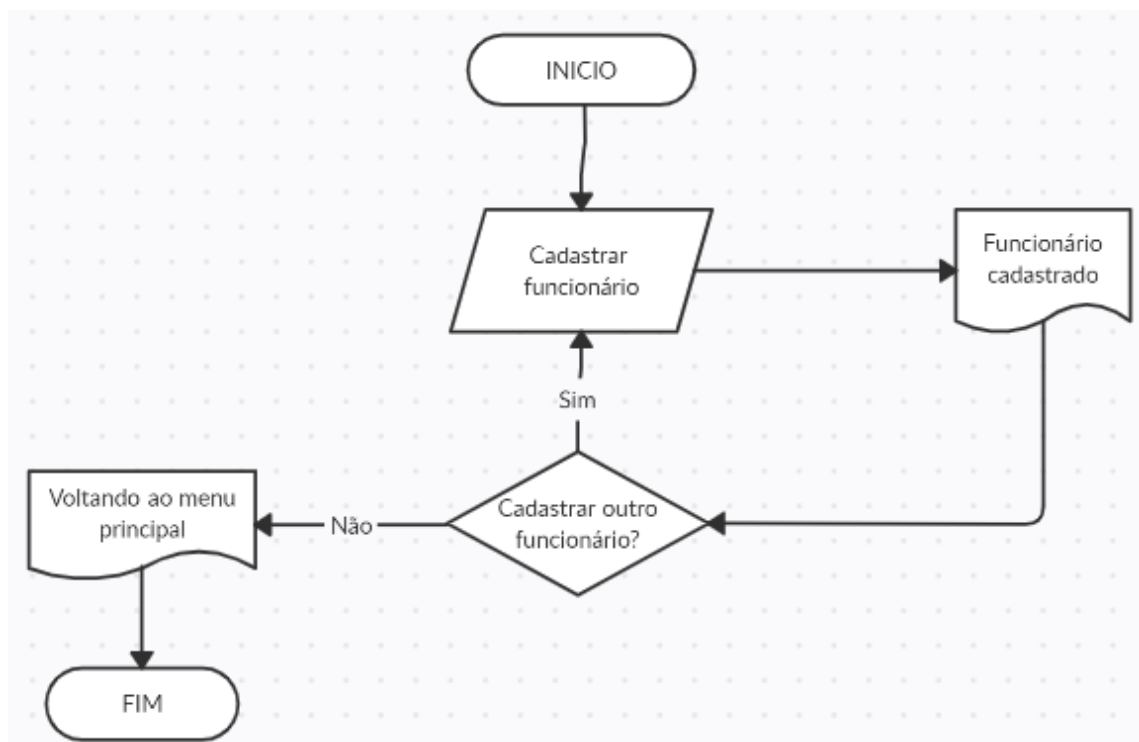 INICIO
Cadastrar
funcionário
Funcionário
cadastrado
Sim
Cadastrar outro
funcionário?
Não
Voltando ao menu
principal
FIM